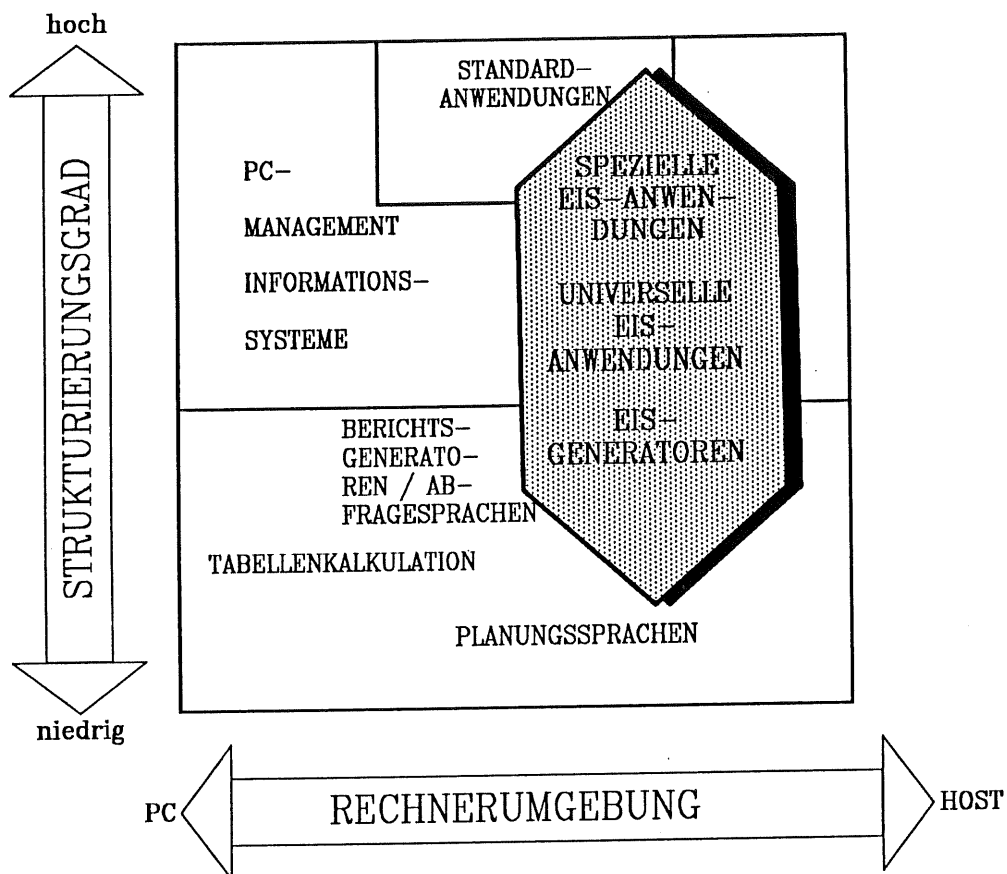 hoch
STRUKTURIERUNGSGRAD
niedrig
STANDARD-
ANWENDUNGEN
PC-
MANAGEMENT
INFORMATIONS-
SYSTEME
SPEZIELLE
EIS-ANWEN-
DUNGEN
UNIVERSELLE
EIS-
ANWENDUNGEN
EIS-
GENERATOREN
BERICHTS-
GENERATO-
REN / AB-
FRAGESPRACHEN
TABELLENKALKULATION
PLANUNGSSPRACHEN
PC
RECHNERUMGEBUNG
HOST